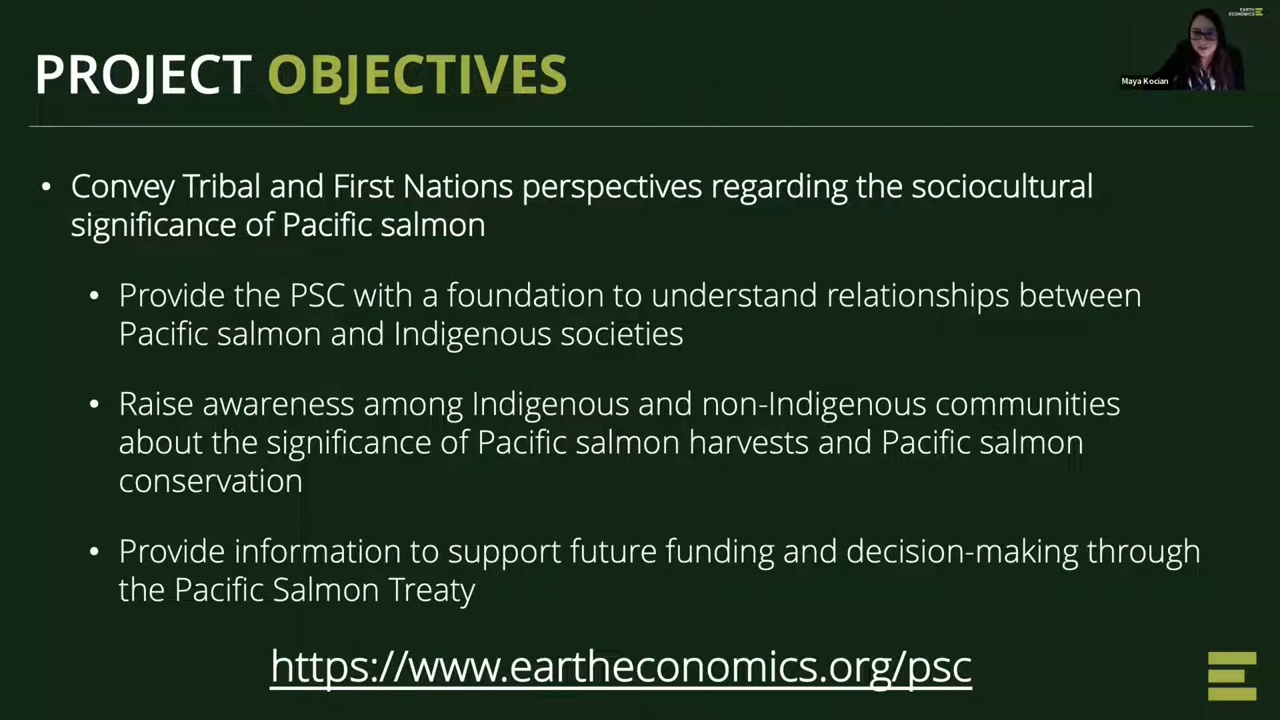 EARTH
ECONOMICS
Maya Kocian
PROJECT OBJECTIVES
• Convey Tribal and First Nations perspectives regarding the sociocultural
significance of Pacific salmon
• Provide the PSC with a foundation to understand relationships between
Pacific salmon and Indigenous societies
• Raise awareness among Indigenous and non-Indigenous communities
about the significance of Pacific salmon harvests and Pacific salmon
conservation
• Provide information to support future funding and decision-making through
the Pacific Salmon Treaty
https://www.eartheconomics.org/psc